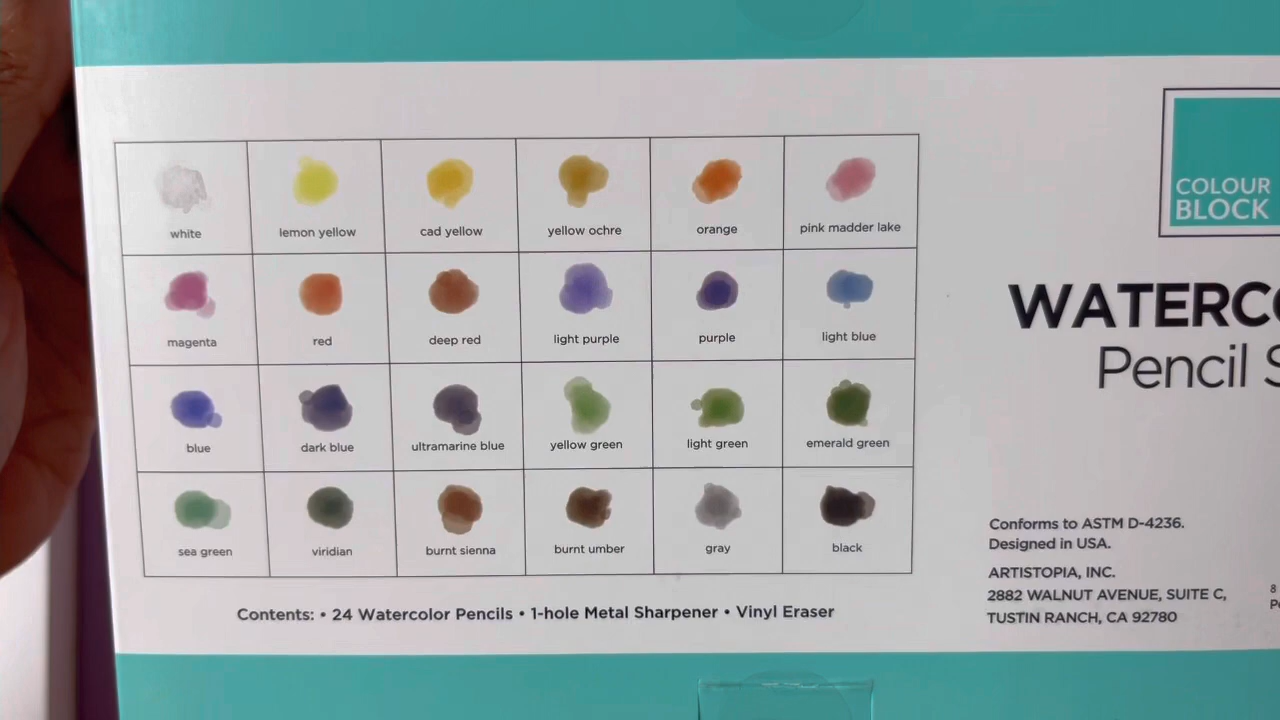 COLOUR
BLOCK
white
lemon yellow
cad yellow
yellow ochre
orange
pink madder lake
magenta
red
deep red
light purple
purple
light blue
blue
dark blue
ultramarine blue
yellow green
light green
emerald green
sea green
viridian
burnt sienna
burnt umber
gray
black
Contents: • 24 Watercolor Pencils • 1-hole Metal Sharpener • Vinyl Eraser
Pencil
Conforms to ASTM D-4236.
Designed in USA.
ARTISTOPIA, INC.
2882 WALNUT AVENUE, SUITE C,
TUSTIN RANCH, CA 92780